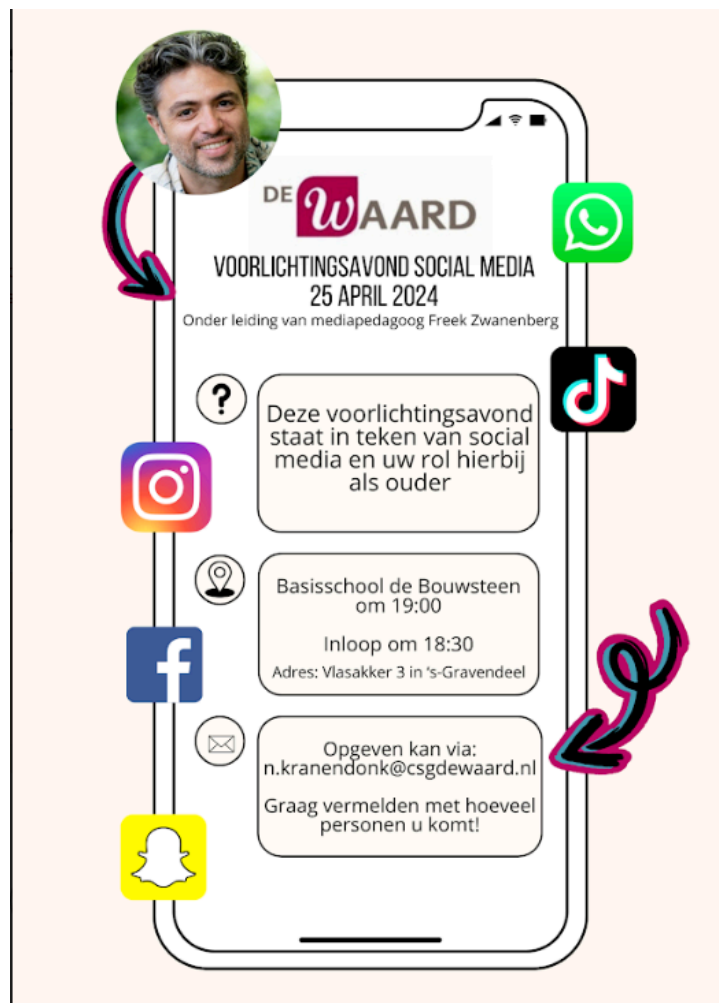 DE WAARD
VOORLICHTINGSAVOND SOCIAL MEDIA
25 APRIL 2024
Onder leiding van mediapedagoog Freek Zwanenberg
?
Deze voorlichtingsavond
staat in teken van social
media en uw rol hierbij
als ouder
Basisschool de Bouwsteen
om 19:00
Inloop om 18:30
Adres: Vlasakker 3 in ‘s-Gravendeel
Opgeven kan via:
n.kranendonk@csgdewaard.nl
Graag vermelden met hoeveel
personen u komt!